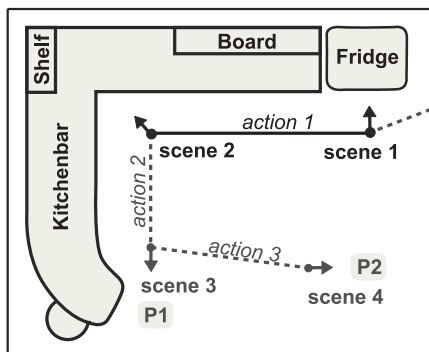 Shelf
Board
Fridge
action 1
scene 2
scene 1
Kitchenbar
action 2
action 3
scene 3
P2
P1
scene 4